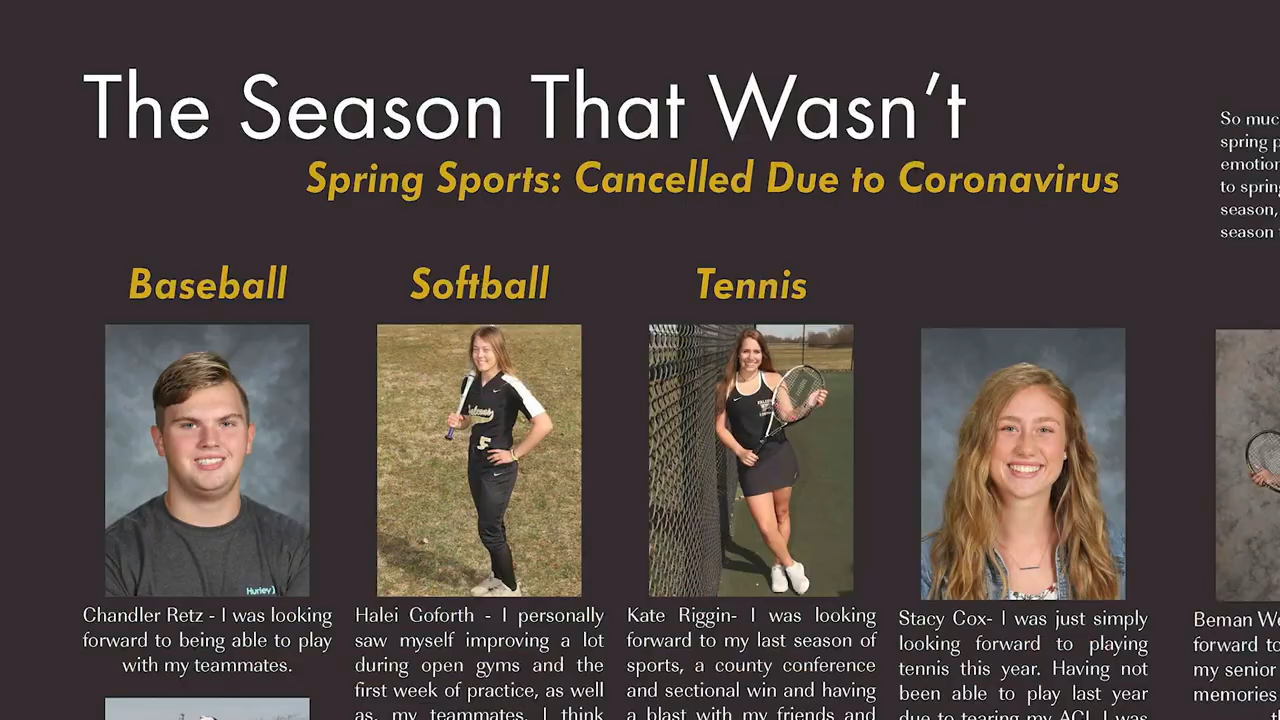 The Season That Wasn't
Spring Sports: Cancelled Due to Coronavirus
So muc
spring p
emotion
to spring
season,
season
Baseball
Softball
Tennis
Hurley)
Chandler Retz - I was looking
forward to being able to play
with my teammates.
Halei Goforth - I personally
saw myself improving a lot
during open gyms and the
first week of practice, as well
as, my teammates. I think
Kate Riggin- I was looking
forward to my last season of
sports, a county conference
and sectional win and having
a blast with my friends and
Stacy Cox- I was just simply
looking forward to playing
tennis this year. Having not
been able to play last year
due to tearing my ACL I was
Beman We
forward to
my senior
memories